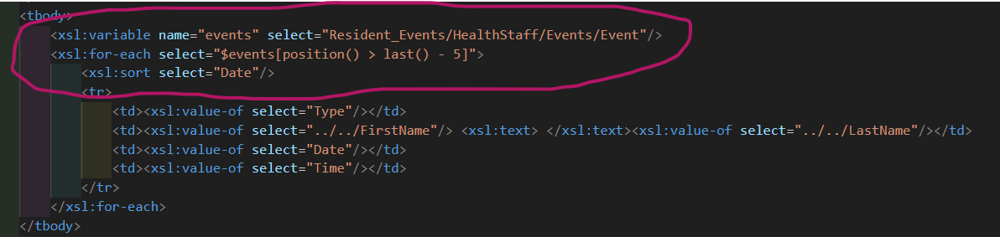 <tbody>
<xsl:variable name="events" select="Resident_Events/HealthStaff/Events/Event"/>
<xsl:for-each select="$events[position() > last() - 5]">
<xsl:sort select="Date"/>
<tr>
<td><xsl:value-of select="Type"/></td>
<td><xsl:value-of select="../../FirstName"/> <xsl:text> </xsl:text><xsl:value-of select="../../LastName"/></td>
<td><xsl:value-of select="Date"/></td>
<td><xsl:value-of select="Time"/></td>
</tr>
</xsl:for-each>
</tbody>